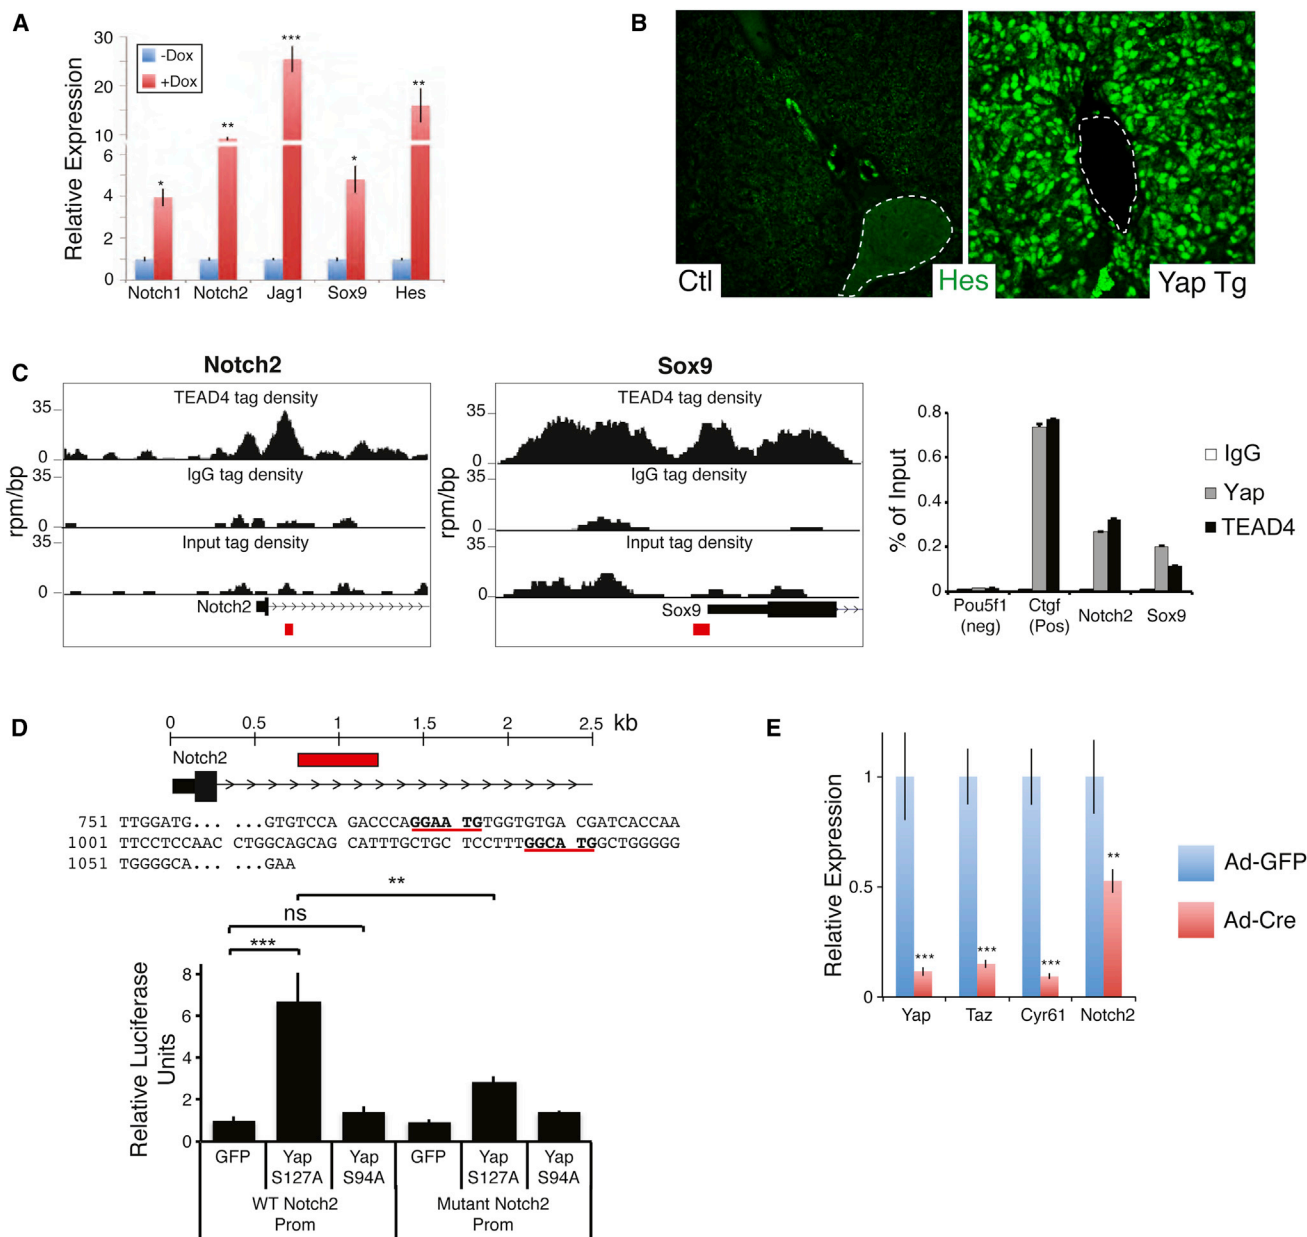 A
30
20
10
6
4
2
0
Relative Expression
-Dox
+Dox
*
**
***
*
**
Notch1 Notch2 Jag1 Sox9 Hes
B
Ctl
Hes
Yap Tg
C
Notch2
TEAD4 tag density
35
0
IgG tag density
35
0
Input tag density
35
0
rpm/bp
Notch2
Sox9
TEAD4 tag density
35
0
IgG tag density
35
0
Input tag density
35
0
rpm/bp
Sox9
0.8
0.6
0.4
0.2
0
% of Input
IgG
Yap
TEAD4
Pou5f1 (neg)
Ctgf (Pos)
Notch2
Sox9
D
0 0.5 1 1.5 2 2.5 kb
Notch2
751 TTGGATG... ...GTGTCCA GACCCAGGAA TGTGGTGTGA CGATCACCAA
1001 TTCCTCCAAC CTGGCAGCAG CATTTGCTGC TCCTTTGGCA TGGCTGGGGG
1051 TGGGGCA... ...GAA
**
ns
***
8
6
4
2
0
Relative Luciferase
Units
GFP
Yap S127A
Yap S94A
GFP
Yap S127A
Yap S94A
WT Notch2 Prom
Mutant Notch2 Prom
E
1
0.5
0
Relative Expression
***
***
***
**
Yap Taz Cyr61 Notch2
Ad-GFP
Ad-Cre